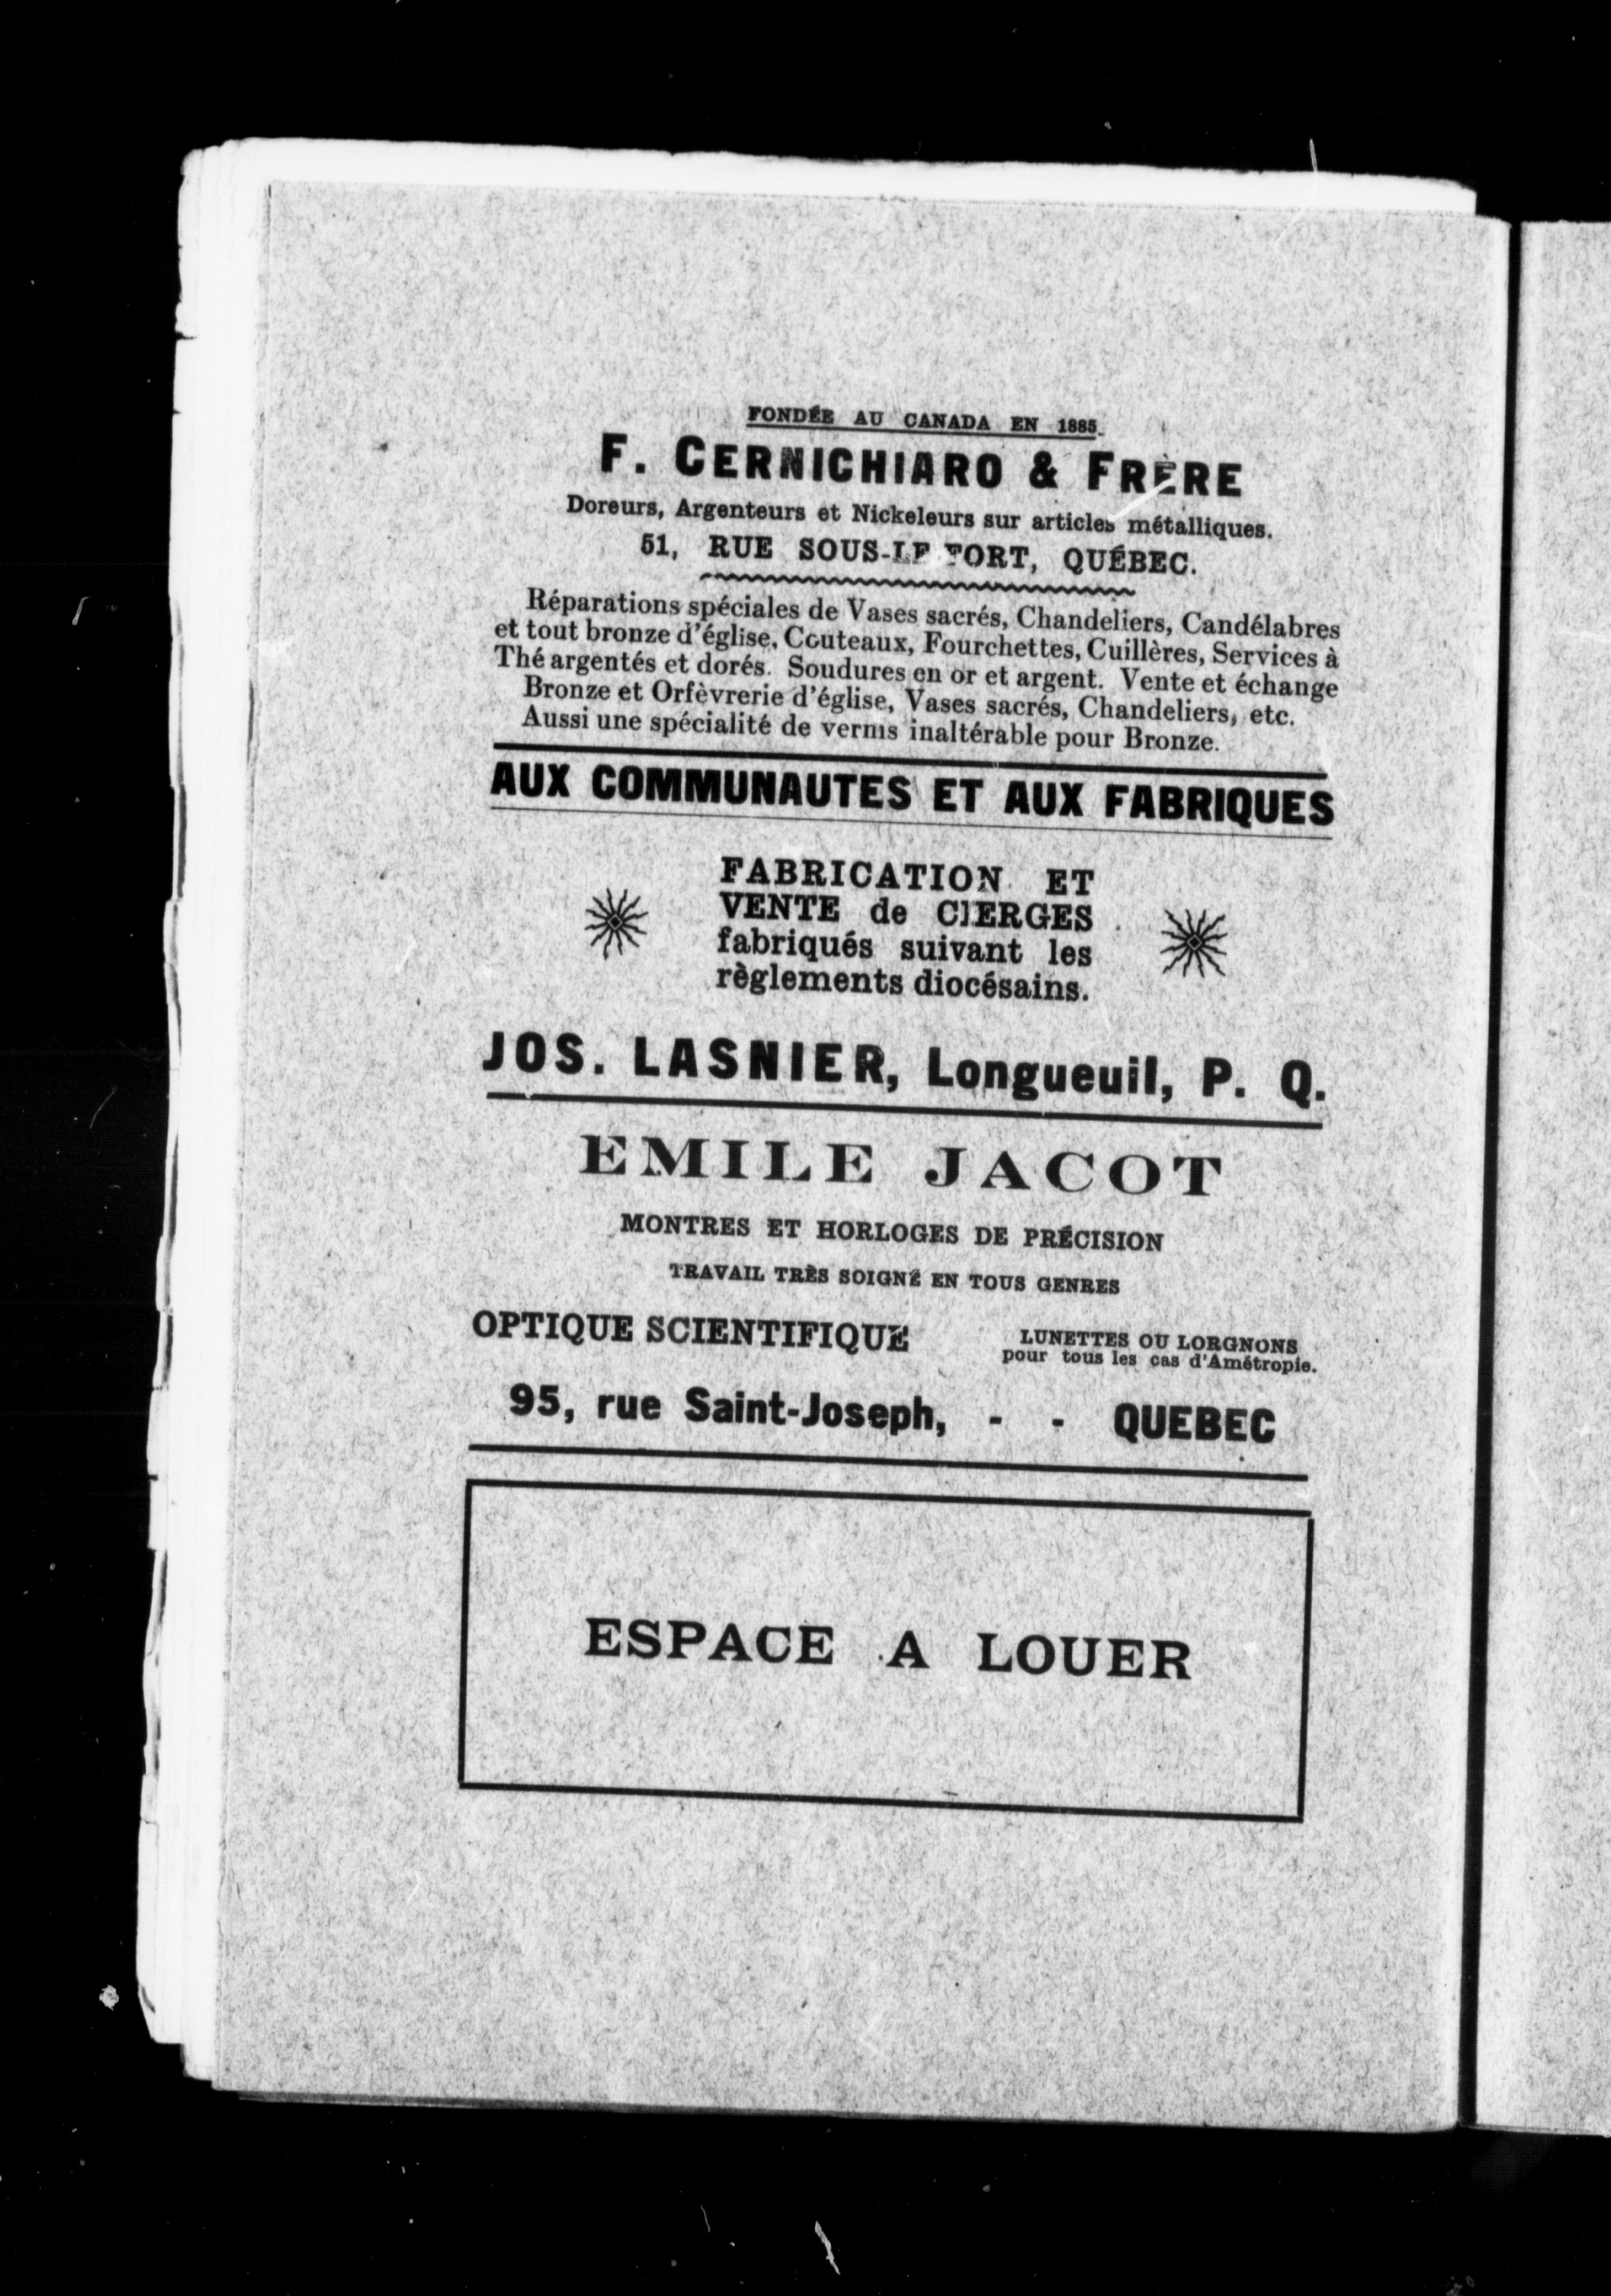 FONDÉE AU CANADA EN 1885.
F. CERNICHIARO & FRÈRE
Doreurs, Argenteurs et Nickeleurs sur articles métalliques.
51, RUE SOUS-LE FORT, QUÉBEC.
Réparations spéciales de Vases sacrés, Chandeliers, Candélabres
et tout bronze d'église, Couteaux, Fourchettes, Cuillères, Services à
Thé argentés et dorés. Soudures en or et argent. Vente et échange
Bronze et Orfèvrerie d'église, Vases sacrés, Chandeliers, etc.
Aussi une spécialité de vernis inaltérable pour Bronze.
AUX COMMUNAUTES ET AUX FABRIQUES
FABRICATION ET
VENTE de CIERGES
fabriqués suivant les
règlements diocésains.
JOS. LASNIER, Longueuil, P. Q.
EMILE JACOT
MONTRES ET HORLOGES DE PRÉCISION
TRAVAIL TRÈS SOIGNÉ EN TOUS GENRES
OPTIQUE SCIENTIFIQUE
LUNETTES OU LORGNONS
pour tous les cas d'Amétropie.
95, rue Saint-Joseph, - - QUEBEC
ESPACE A LOUER